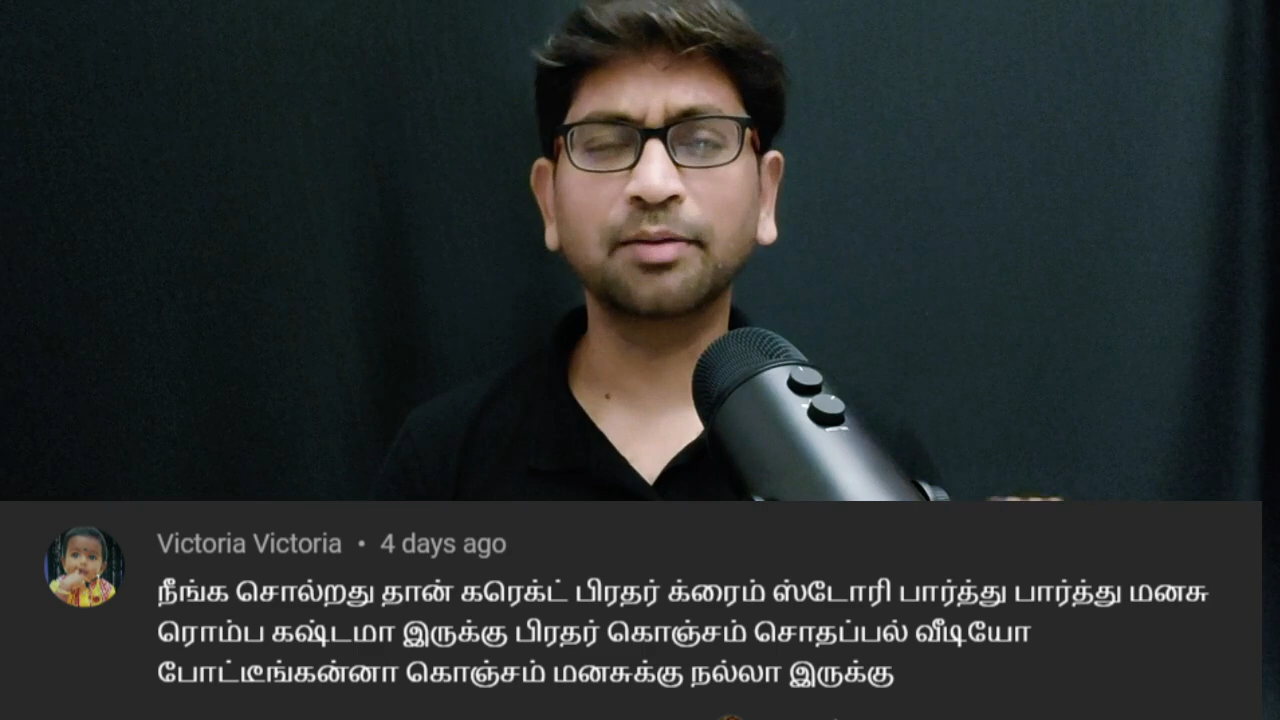 Victoria Victoria • 4 days ago
நீங்க சொல்றது தான் கரெக்ட் பிரதர் க்ரைம் ஸ்டோரி பார்த்து பார்த்து மனசு
ரொம்ப கஷ்டமா இருக்கு பிரதர் கொஞ்சம் சொதப்பல் வீடியோ
போட்டீங்கன்னா கொஞ்சம் மனசுக்கு நல்லா இருக்கு